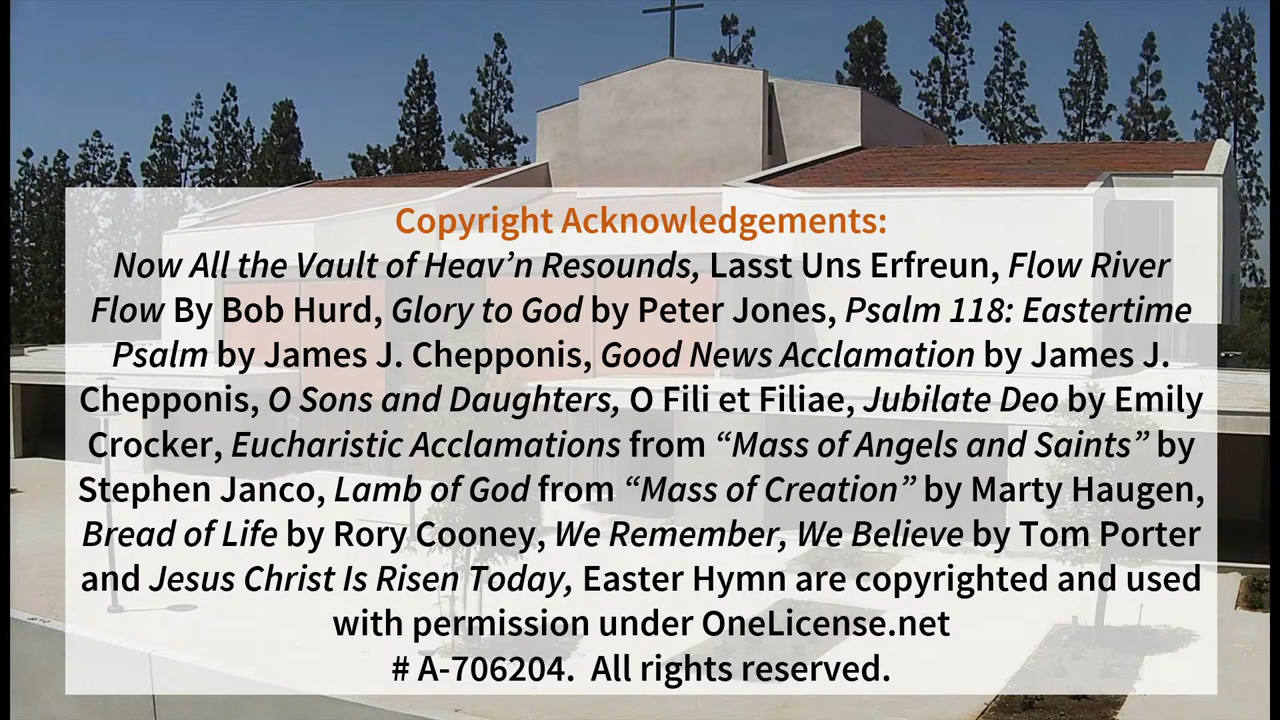 Copyright Acknowledgements:
Now All the Vault of Heav’n Resounds, Lasst Uns Erfreun, Flow River
Flow By Bob Hurd, Glory to God by Peter Jones, Psalm 118: Eastertime
Psalm by James J. Chepponis, Good News Acclamation by James J.
Chepponis, O Sons and Daughters, O Fili et Filiae, Jubilate Deo by Emily
Crocker, Eucharistic Acclamations from “Mass of Angels and Saints” by
Stephen Janco, Lamb of God from “Mass of Creation” by Marty Haugen,
Bread of Life by Rory Cooney, We Remember, We Believe by Tom Porter
and Jesus Christ Is Risen Today, Easter Hymn are copyrighted and used
with permission under OneLicense.net
# A-706204.  All rights reserved.